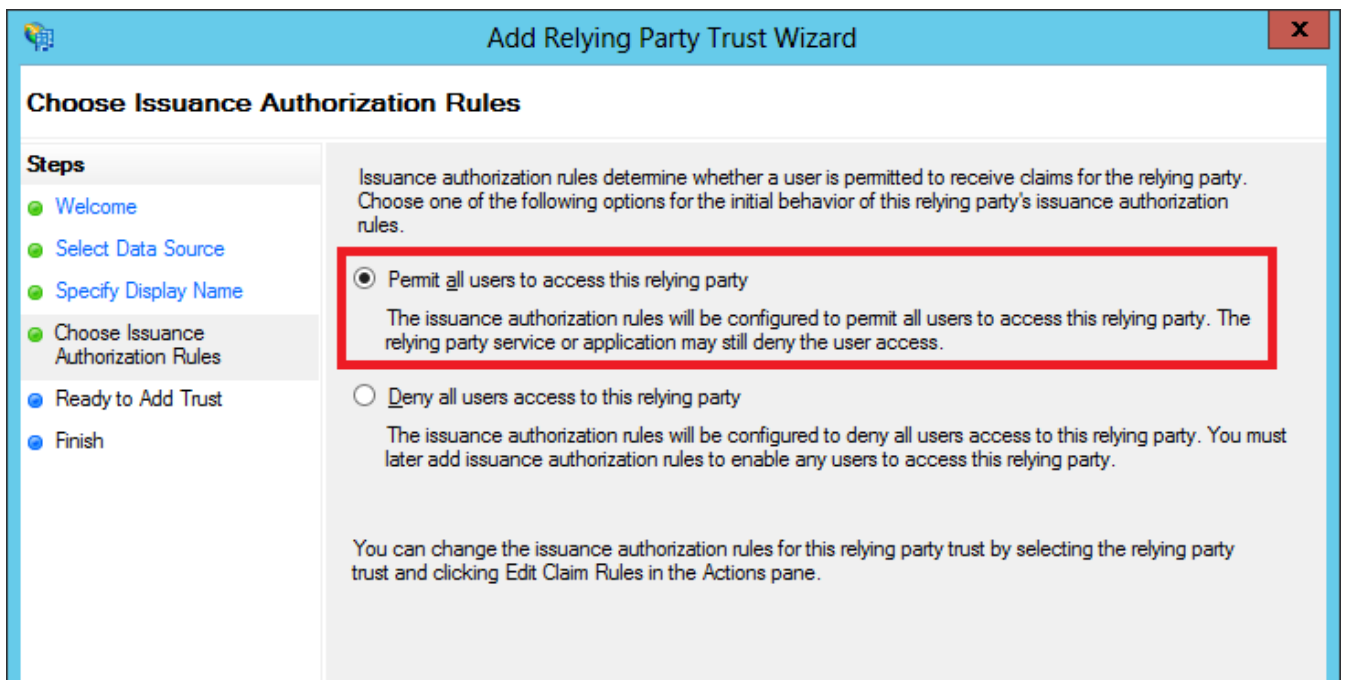 Add Relying Party Trust Wizard
x
Choose Issuance Authorization Rules
Steps
Welcome
Select Data Source
Specify Display Name
Choose Issuance
Authorization Rules
Ready to Add Trust
Finish
Issuance authorization rules determine whether a user is permitted to receive claims for the relying party.
Choose one of the following options for the initial behavior of this relying party's issuance authorization
rules.
Permit all users to access this relying party
The issuance authorization rules will be configured to permit all users to access this relying party. The
relying party service or application may still deny the user access.
Deny all users access to this relying party
The issuance authorization rules will be configured to deny all users access to this relying party. You must
later add issuance authorization rules to enable any users to access this relying party.
You can change the issuance authorization rules for this relying party trust by selecting the relying party
trust and clicking Edit Claim Rules in the Actions pane.